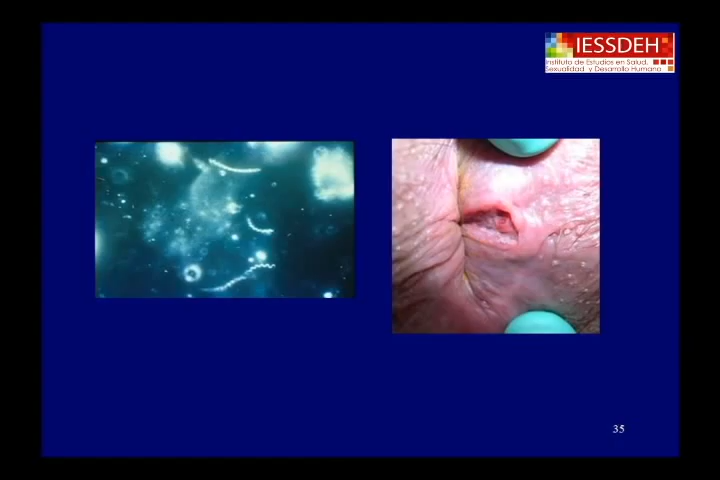 IESSDEH
Instituto de Estudios en Salud,
Sexualidad y Desarrollo Humano
35